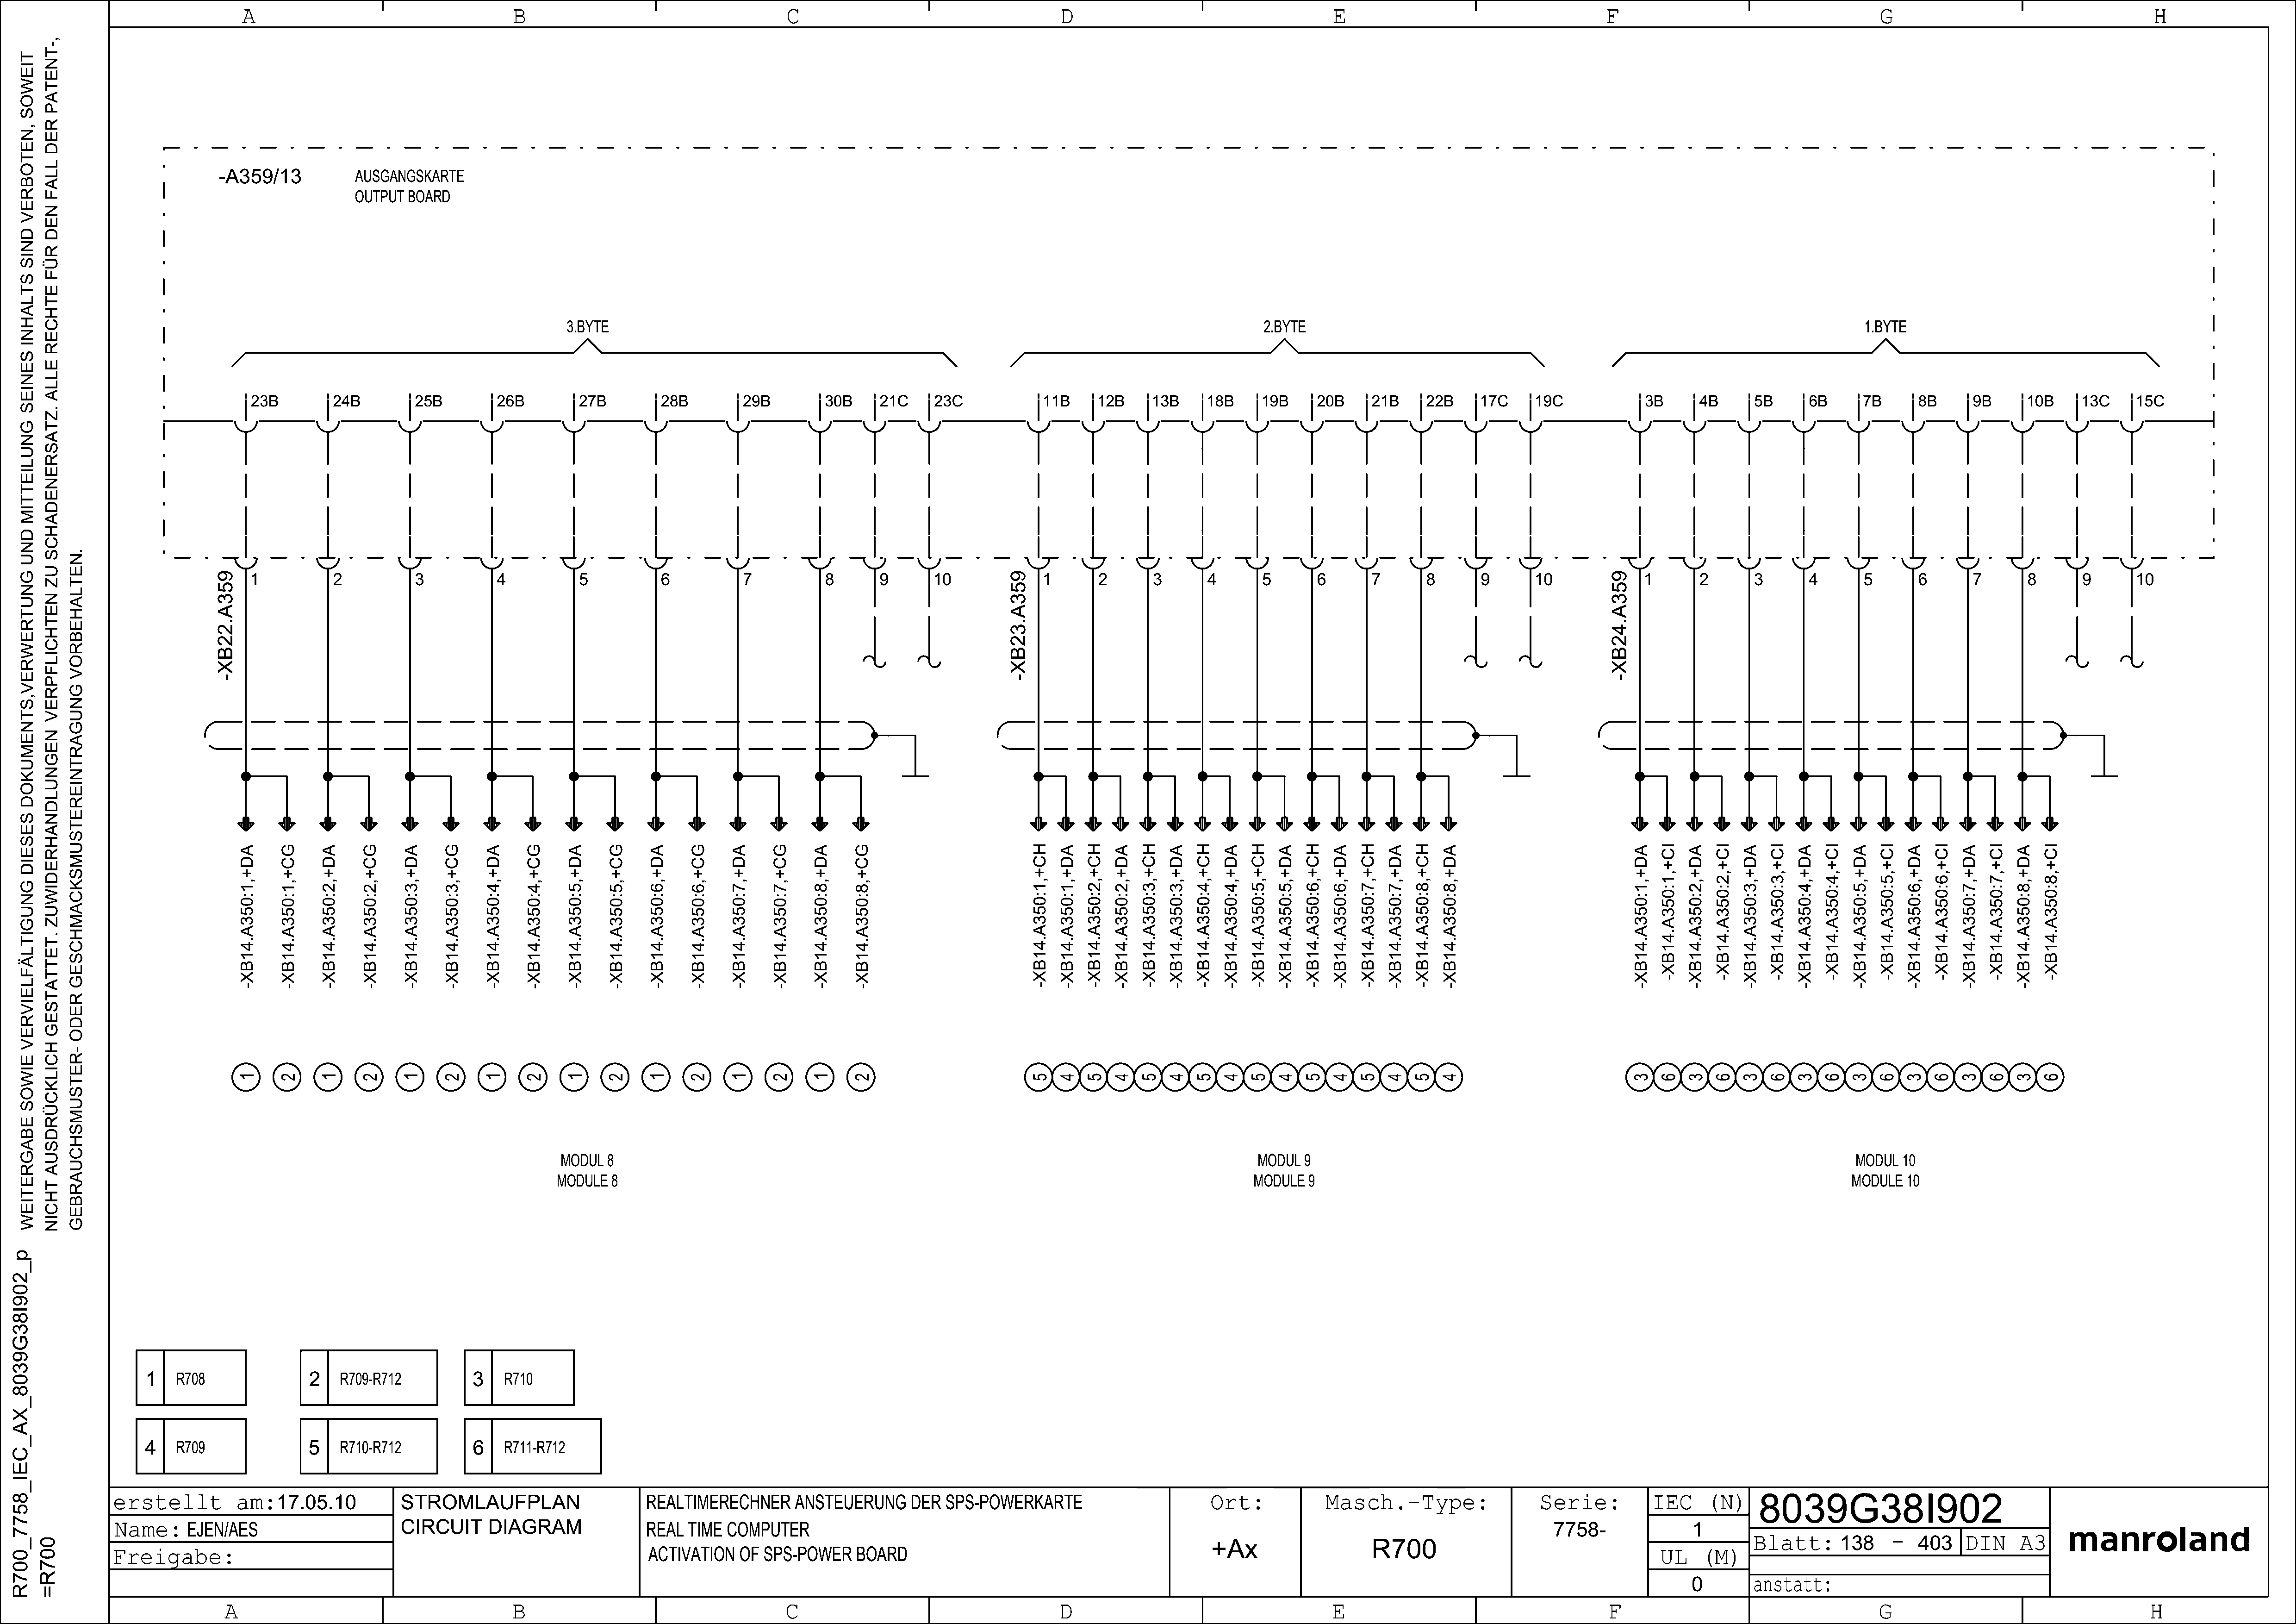 A B C D E F G H
-A359/13 AUSGANGSKARTE
OUTPUT BOARD
3.BYTE 2.BYTE 1.BYTE
23B 24B 25B 26B 27B 28B 29B 30B 21C 23C 11B 12B 13B 18B 19B 20B 21B 22B 17C 19C 3B 4B 5B 6B 7B 8B 9B 10B 13C 15C
-XB22.A359 1 2 3 4 5 6 7 8 9 10 -XB23.A359 1 2 3 4 5 6 7 8 9 10 -XB24.A359 1 2 3 4 5 6 7 8 9 10
-XB14.A350:1,+DA
-XB14.A350:1,+CG
-XB14.A350:2,+DA
-XB14.A350:2,+CG
-XB14.A350:3,+DA
-XB14.A350:3,+CG
-XB14.A350:4,+DA
-XB14.A350:4,+CG
-XB14.A350:5,+DA
-XB14.A350:5,+CG
-XB14.A350:6,+DA
-XB14.A350:6,+CG
-XB14.A350:7,+DA
-XB14.A350:7,+CG
-XB14.A350:8,+DA
-XB14.A350:8,+CG
-XB14.A350:1,+CH
-XB14.A350:1,+DA
-XB14.A350:2,+CH
-XB14.A350:2,+DA
-XB14.A350:3,+CH
-XB14.A350:3,+DA
-XB14.A350:4,+CH
-XB14.A350:4,+DA
-XB14.A350:5,+CH
-XB14.A350:5,+DA
-XB14.A350:6,+CH
-XB14.A350:6,+DA
-XB14.A350:7,+CH
-XB14.A350:7,+DA
-XB14.A350:8,+CH
-XB14.A350:8,+DA
-XB14.A350:1,+DA
-XB14.A350:1,+CI
-XB14.A350:2,+DA
-XB14.A350:2,+CI
-XB14.A350:3,+DA
-XB14.A350:3,+CI
-XB14.A350:4,+DA
-XB14.A350:4,+CI
-XB14.A350:5,+DA
-XB14.A350:5,+CI
-XB14.A350:6,+DA
-XB14.A350:6,+CI
-XB14.A350:7,+DA
-XB14.A350:7,+CI
-XB14.A350:8,+DA
-XB14.A350:8,+CI
1 2 1 2 1 2 1 2 1 2 1 2 1 2 1 2 5 4 5 4 5 4 5 4 5 4 5 4 5 4 5 4 3 6 3 6 3 6 3 6 3 6 3 6 3 6 3 6
MODUL 8 MODUL 9 MODUL 10
MODULE 8 MODULE 9 MODULE 10
1 R708 2 R709-R712 3 R710
4 R709 5 R710-R712 6 R711-R712
erstellt am:17.05.10
Name: EJEN/AES
Freigabe:
STROMLAUFPLAN
CIRCUIT DIAGRAM
REALTIMERECHNER ANSTEUERUNG DER SPS-POWERKARTE
REAL TIME COMPUTER
ACTIVATION OF SPS-POWER BOARD
Ort:
+Ax
Masch.-Type:
R700
Serie:
7758-
IEC (N)
1
UL (M)
0
8039G38I902
Blatt: 138 - 403 DIN A3
anstatt:
manroland
A B C D E F G H
WEITERGABE SOWIE VERVIELFÄLTIGUNG DIESES DOKUMENTS,VERWERTUNG UND MITTEILUNG SEINES INHALTS SIND VERBOTEN, SOWEIT
NICHT AUSDRÜCKLICH GESTATTET. ZUWIDERHANDLUNGEN VERPFLICHTEN ZU SCHADENERSATZ. ALLE RECHTE FÜR DEN FALL DER PATENT-,
GEBRAUCHSMUSTER- ODER GESCHMACKSMUSTEREINTRAGUNG VORBEHALTEN.
R700_7758_IEC_AX_8039G38I902_p
=R700